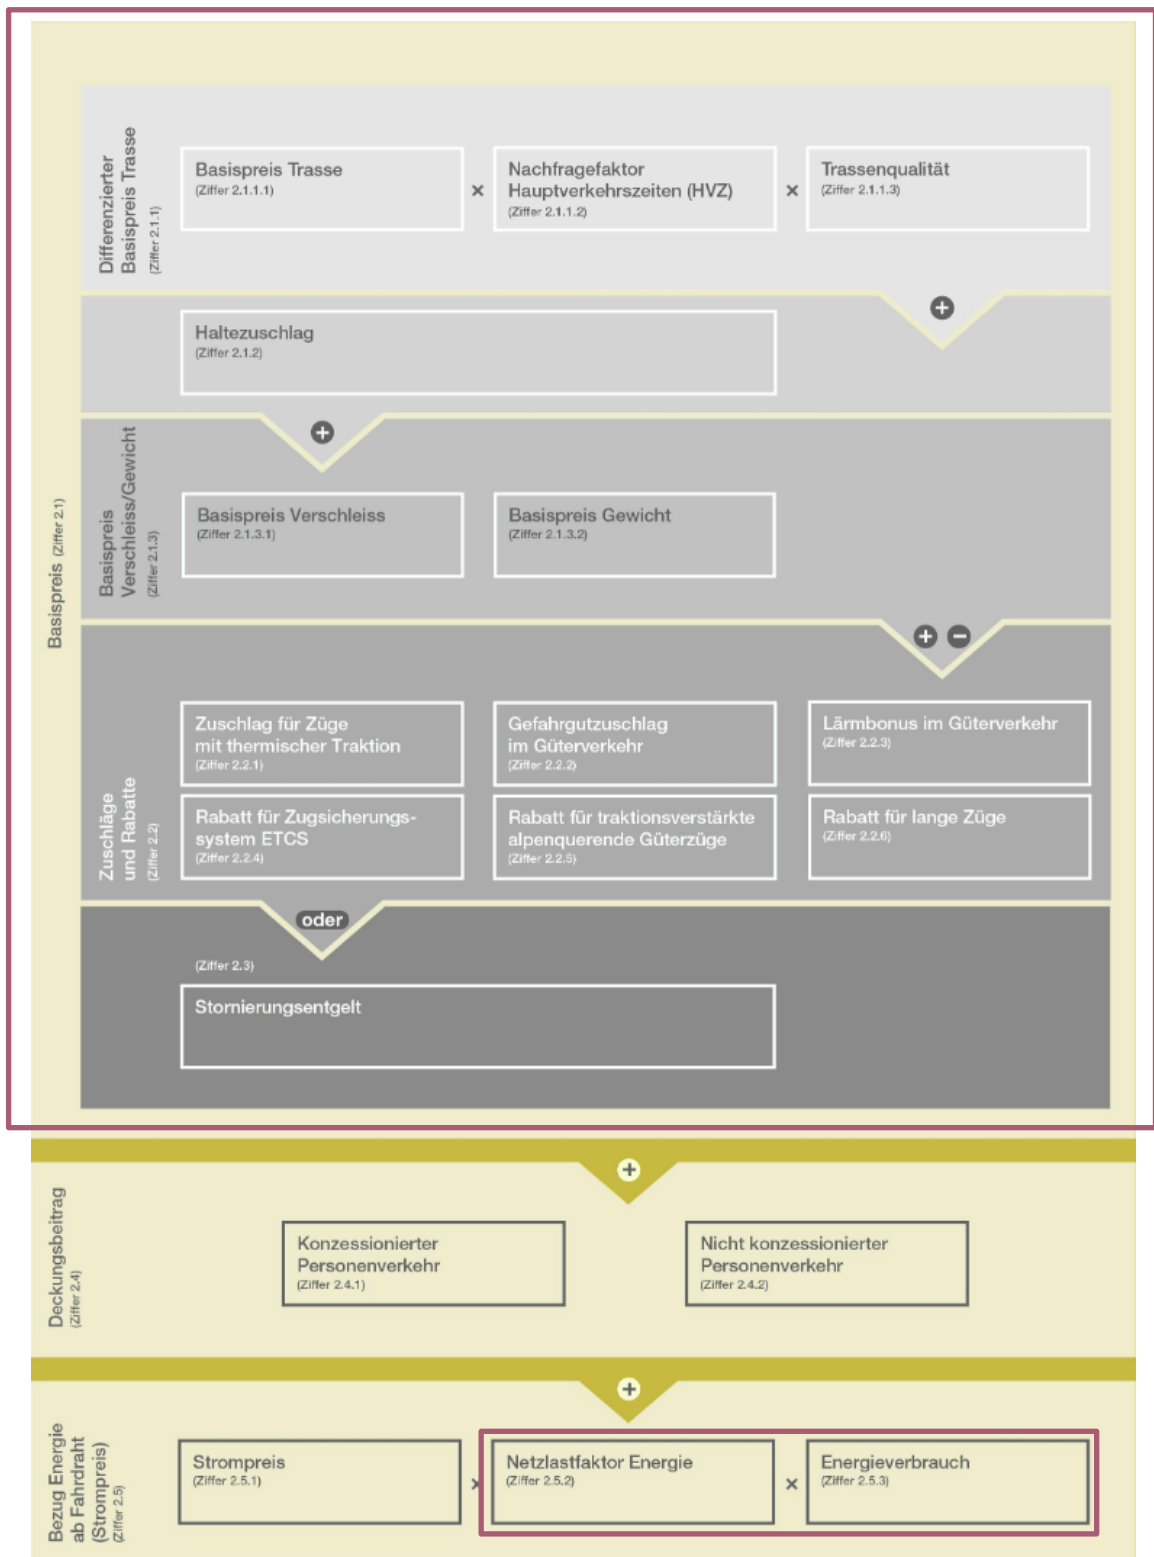 Basispreis (Ziffer 2.1)
Differenzierter
Basispreis Trasse
(Ziffer 2.1.1)
Basispreis Trasse
(Ziffer 2.1.1.1)
×
Nachfragefaktor
Hauptverkehrszeiten (HVZ)
(Ziffer 2.1.1.2)
×
Trassenqualität
(Ziffer 2.1.1.3)
+
Haltezuschlag
(Ziffer 2.1.2)
+
Basispreis
Verschleiss/Gewicht
(Ziffer 2.1.3)
Basispreis Verschleiss
(Ziffer 2.1.3.1)
Basispreis Gewicht
(Ziffer 2.1.3.2)
+ −
Zuschläge
und Rabatte
(Ziffer 2.2)
Zuschlag für Züge
mit thermischer Traktion
(Ziffer 2.2.1)
Gefahrgutzuschlag
im Güterverkehr
(Ziffer 2.2.2)
Lärmbonus im Güterverkehr
(Ziffer 2.2.3)
Rabatt für Zugsicherungs-
system ETCS
(Ziffer 2.2.4)
Rabatt für traktionsverstärkte
alpenquerende Güterzüge
(Ziffer 2.2.5)
Rabatt für lange Züge
(Ziffer 2.2.6)
oder
(Ziffer 2.3)
Stornierungsentgelt
+
Deckungsbeitrag
(Ziffer 2.4)
Konzessionierter
Personenverkehr
(Ziffer 2.4.1)
Nicht konzessionierter
Personenverkehr
(Ziffer 2.4.2)
+
Bezug Energie
ab Fahrdraht
(Strompreis)
(Ziffer 2.5)
Strompreis
(Ziffer 2.5.1)
×
Netzlastfaktor Energie
(Ziffer 2.5.2)
×
Energieverbrauch
(Ziffer 2.5.3)